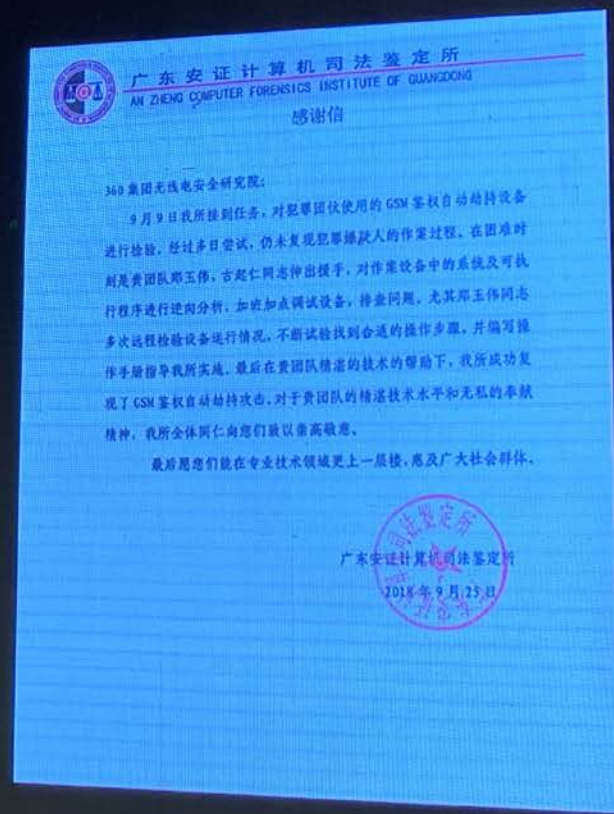 广东安证计算机司法鉴定所
AN ZHENG COMPUTER FORENSICS INSTITUTE OF GUANGDONG
感谢信
360集团无线电安全研究院:
9月9日我所接到任务,对犯罪团伙使用的GSM鉴权自动劫持设备
进行检验,经过多日尝试,仍未复现犯罪嫌疑人的作案过程,在困难时
刻是贵团队郑玉伟,古起仁同志伸出援手,对作案设备中的系统及可执
行程序进行逆向分析,加班加点调试设备,排查问题,尤其郑玉伟同志
多次远程检验设备运行情况,不断试验找到合适的操作步骤,并编写操
作手册指导我所实施,最后在贵团队精湛的技术的帮助下,我所成功复
现了GSM鉴权自动劫持攻击,对于贵团队的精湛技术水平和无私的奉献
精神,我所全体同仁向您们致以崇高敬意。
最后愿您们能在专业技术领域更上一层楼,惠及广大社会群体。
广东安证计算机司法鉴定所
2018年9月25日